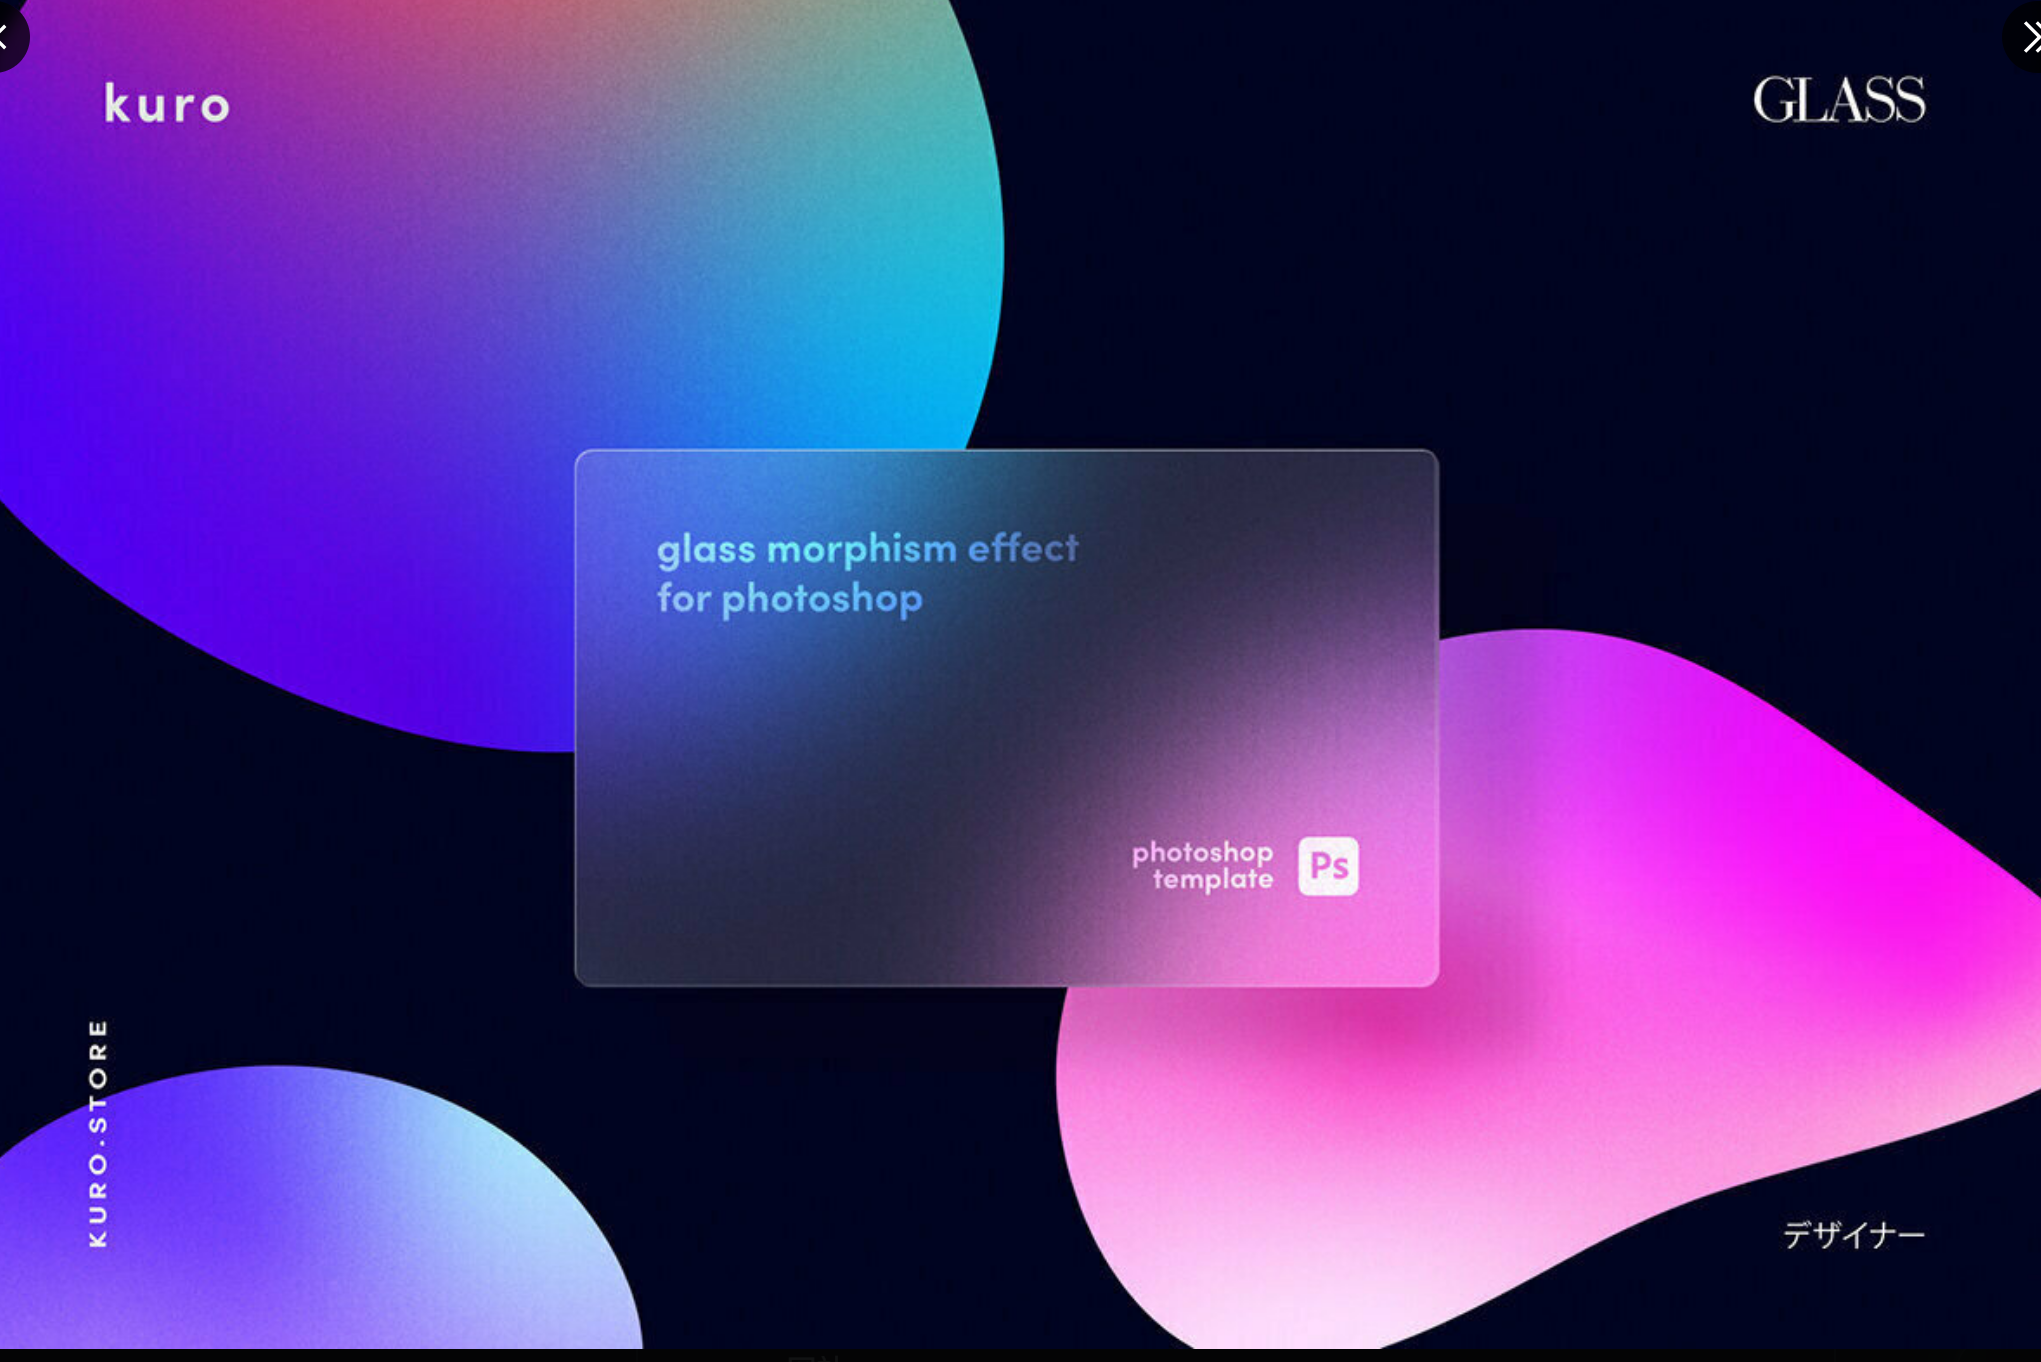 kuro
GLASS
glass morphism effect
for photoshop
photoshop
template
Ps
KURO.STORE
デザイナー